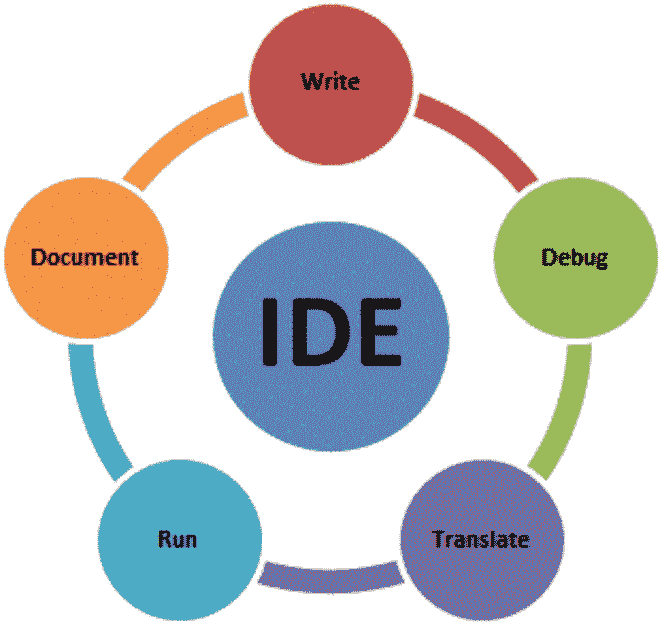 Write
Document
Debug
IDE
Run
Translate